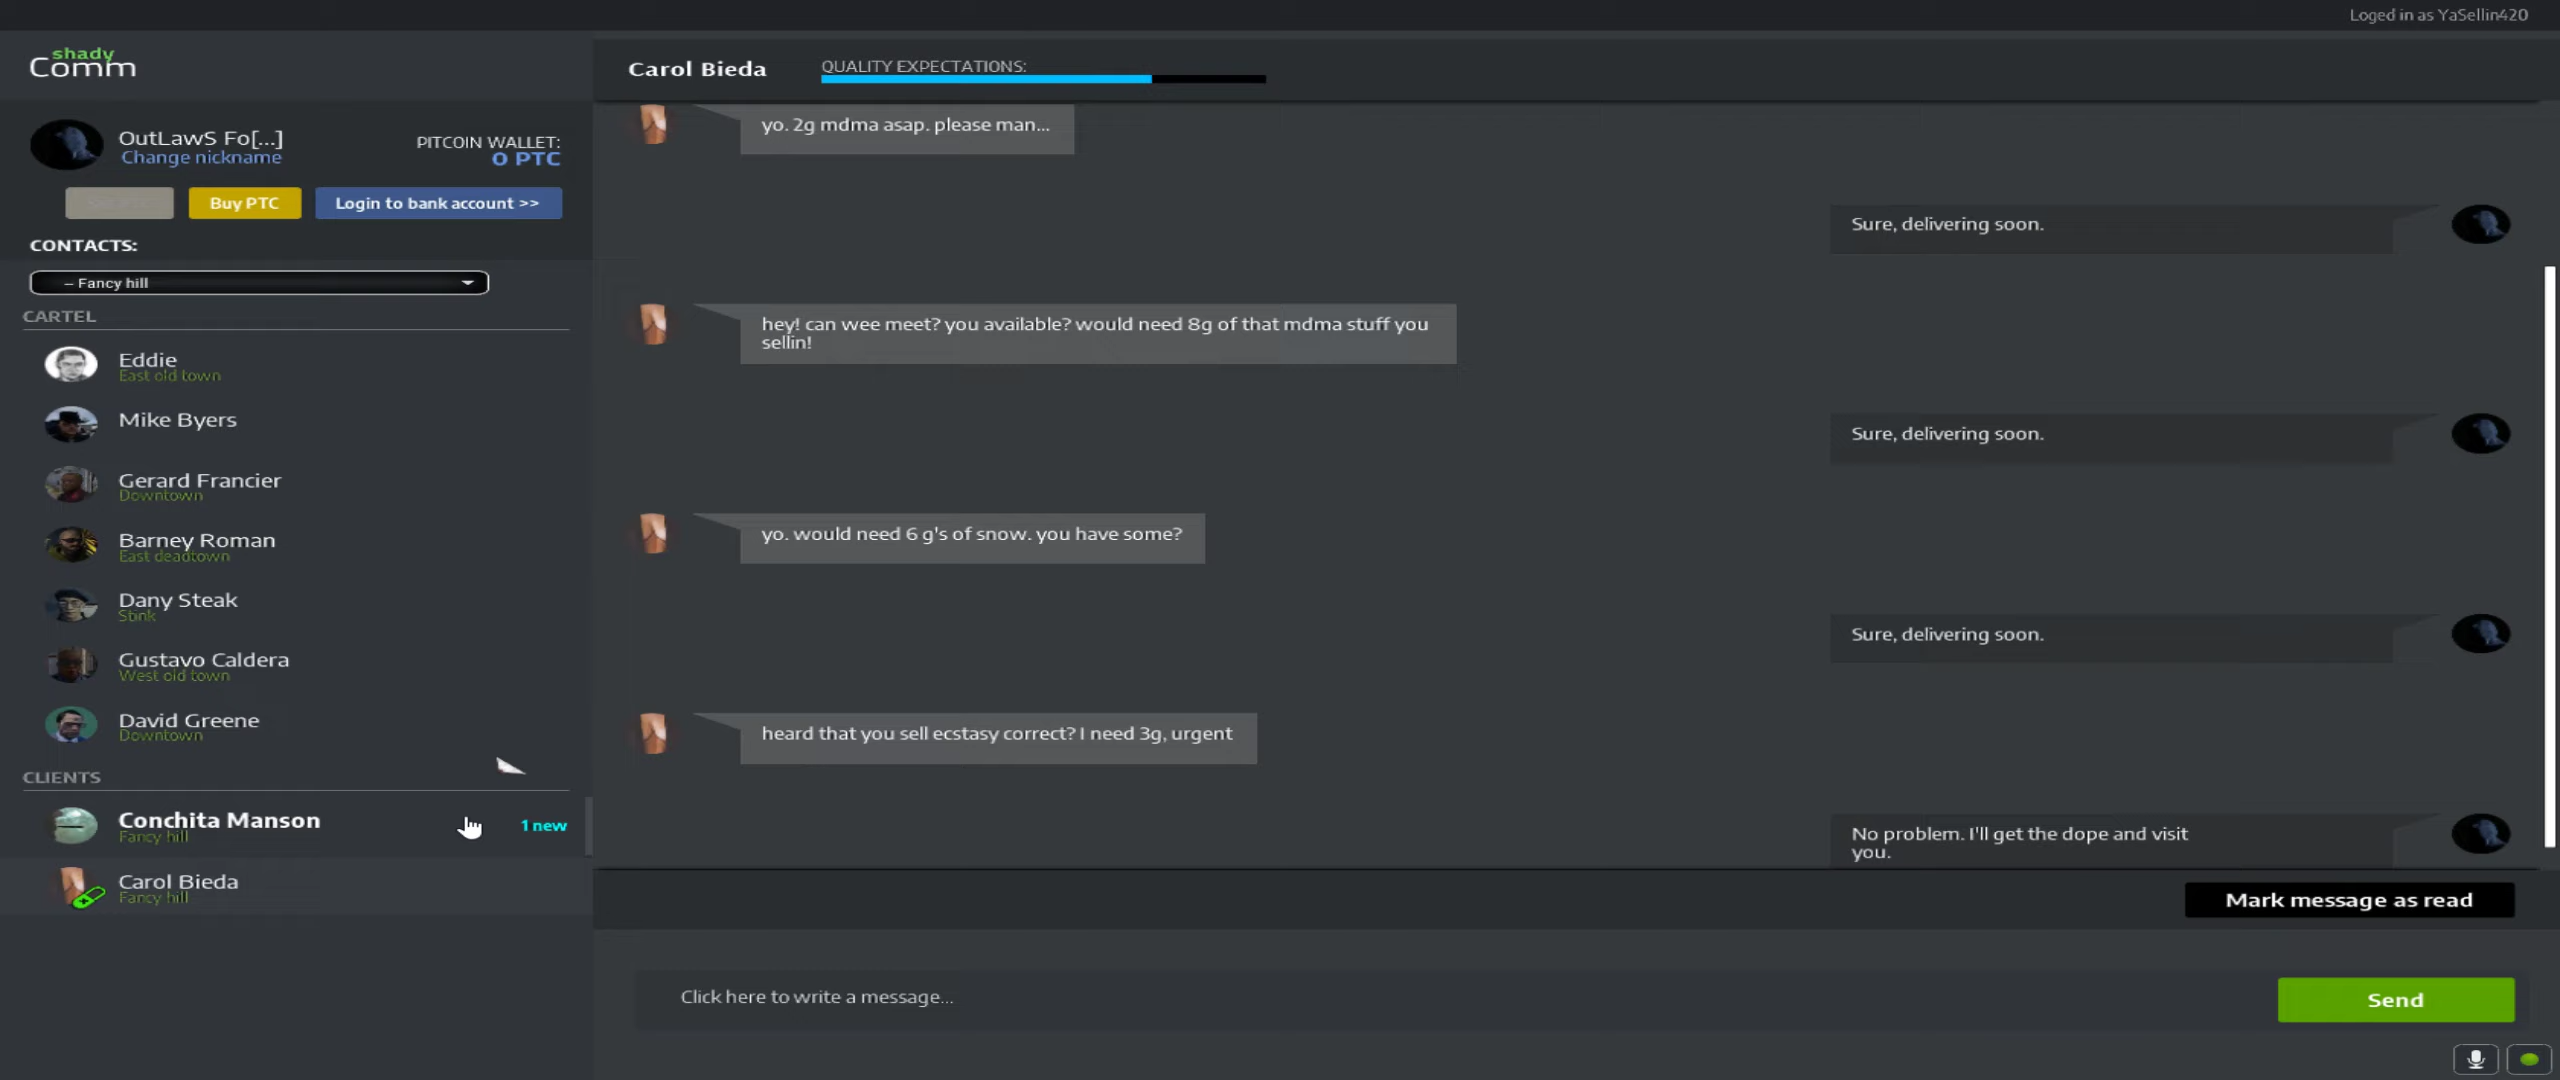 Loged in as YaSellin420
shady
Comm
OutLawS Fo[...]
Change nickname
PITCOIN WALLET:
0 PTC
Buy PTC
Login to bank account >>
CONTACTS:
-- Fancy hill
CARTEL
Eddie
East old town
Mike Byers
Gerard Francier
Downtown
Barney Roman
East deadtown
Dany Steak
Stink
Gustavo Caldera
West old town
David Greene
Downtown
CLIENTS
Conchita Manson
Fancy hill
1 new
Carol Bieda
Fancy hill
Carol Bieda
QUALITY EXPECTATIONS:
yo. 2g mdma asap. please man...
Sure, delivering soon.
hey! can wee meet? you available? would need 8g of that mdma stuff you
sellin!
Sure, delivering soon.
yo. would need 6 g's of snow. you have some?
Sure, delivering soon.
heard that you sell ecstasy correct? I need 3g, urgent
No problem. I'll get the dope and visit
you.
Mark message as read
Click here to write a message...
Send